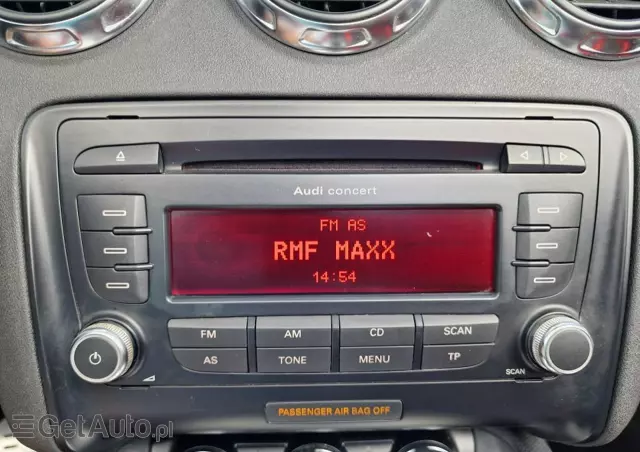 Audi concert
FM AS
RMF MAXX
14:54
FM AM CD SCAN
AS TONE MENU TP
SCAN
PASSENGER AIR BAG OFF
GetAuto.pl